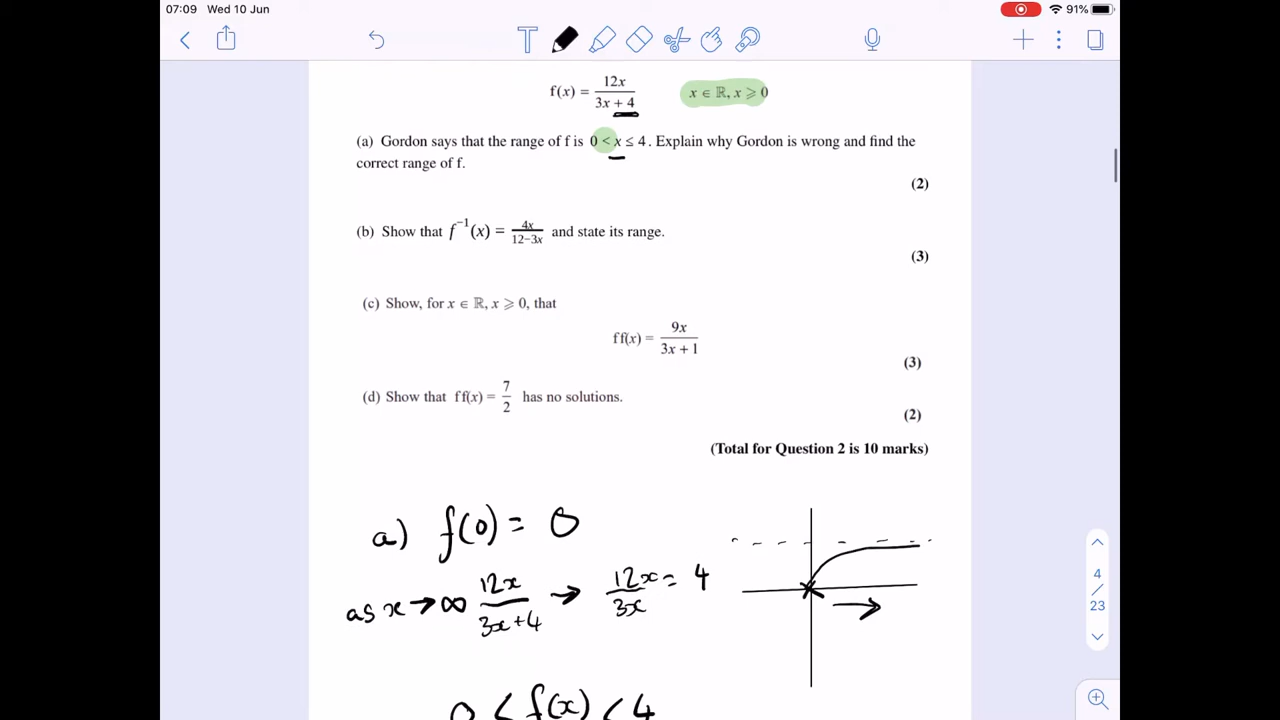 07:09 Wed 10 Jun
91%
f(x) = 12x / 3x + 4    x ∈ ℝ, x ⩾ 0
(a) Gordon says that the range of f is 0 < x ≤ 4. Explain why Gordon is wrong and find the
correct range of f.
(2)
(b) Show that f⁻¹(x) = 4x / 12−3x and state its range.
(3)
(c) Show, for x ∈ ℝ, x ⩾ 0, that
ff(x) = 9x / 3x + 1
(3)
(d) Show that ff(x) = 7 / 2 has no solutions.
(2)
(Total for Question 2 is 10 marks)
a) f(0) = 0
as x → ∞ 12x / 3x+4 → 12x / 3x = 4
0 < f(x) < 4
4
/
23